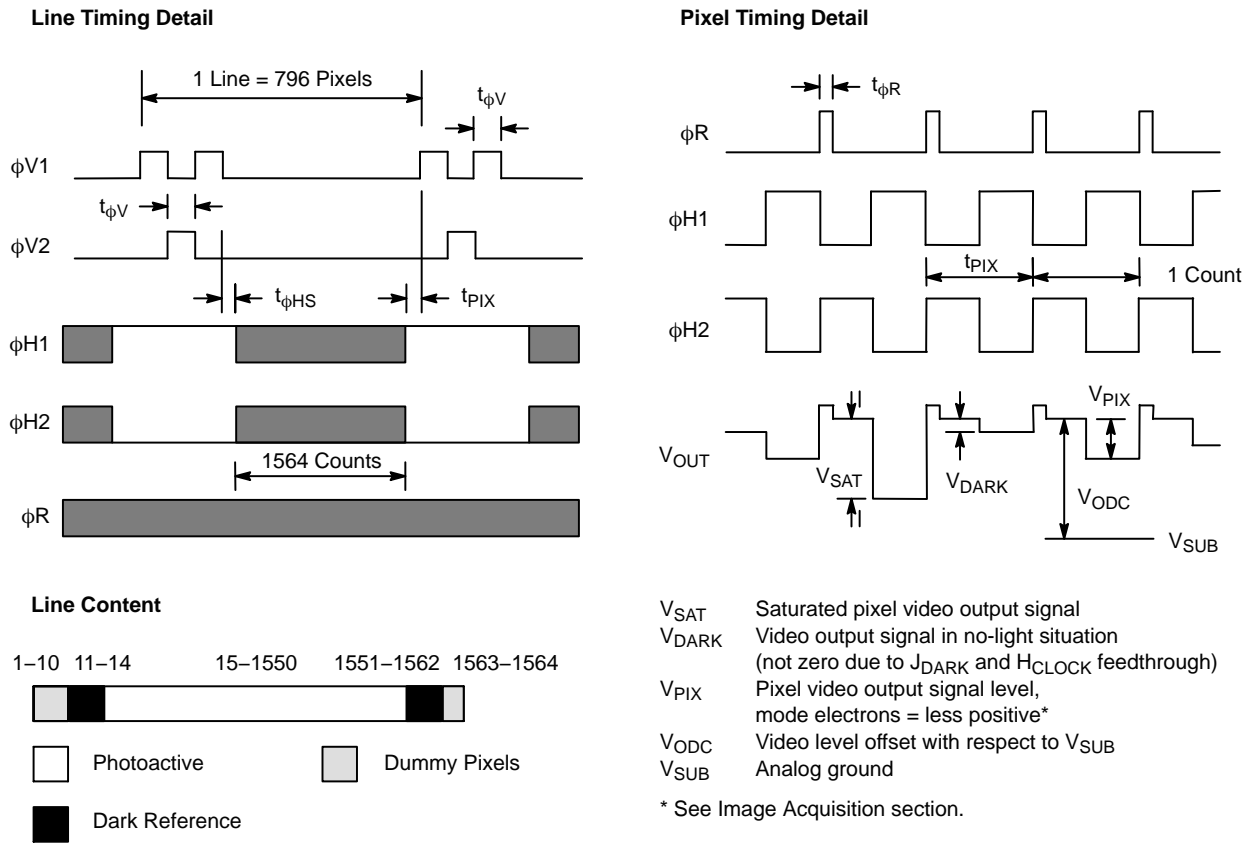 Line Timing Detail
1 Line = 796 Pixels
tϕV
ϕV1
tϕV
ϕV2
tϕHS
tPIX
ϕH1
ϕH2
1564 Counts
ϕR
Line Content
1–10 11–14 15–1550 1551–1562 1563–1564
Photoactive
Dummy Pixels
Dark Reference
Pixel Timing Detail
tϕR
ϕR
ϕH1
tPIX
1 Count
ϕH2
VPIX
VOUT
VSAT
VDARK
VODC
VSUB
VSAT Saturated pixel video output signal
VDARK Video output signal in no-light situation
(not zero due to JDARK and HCLOCK feedthrough)
VPIX Pixel video output signal level,
mode electrons = less positive*
VODC Video level offset with respect to VSUB
VSUB Analog ground
* See Image Acquisition section.